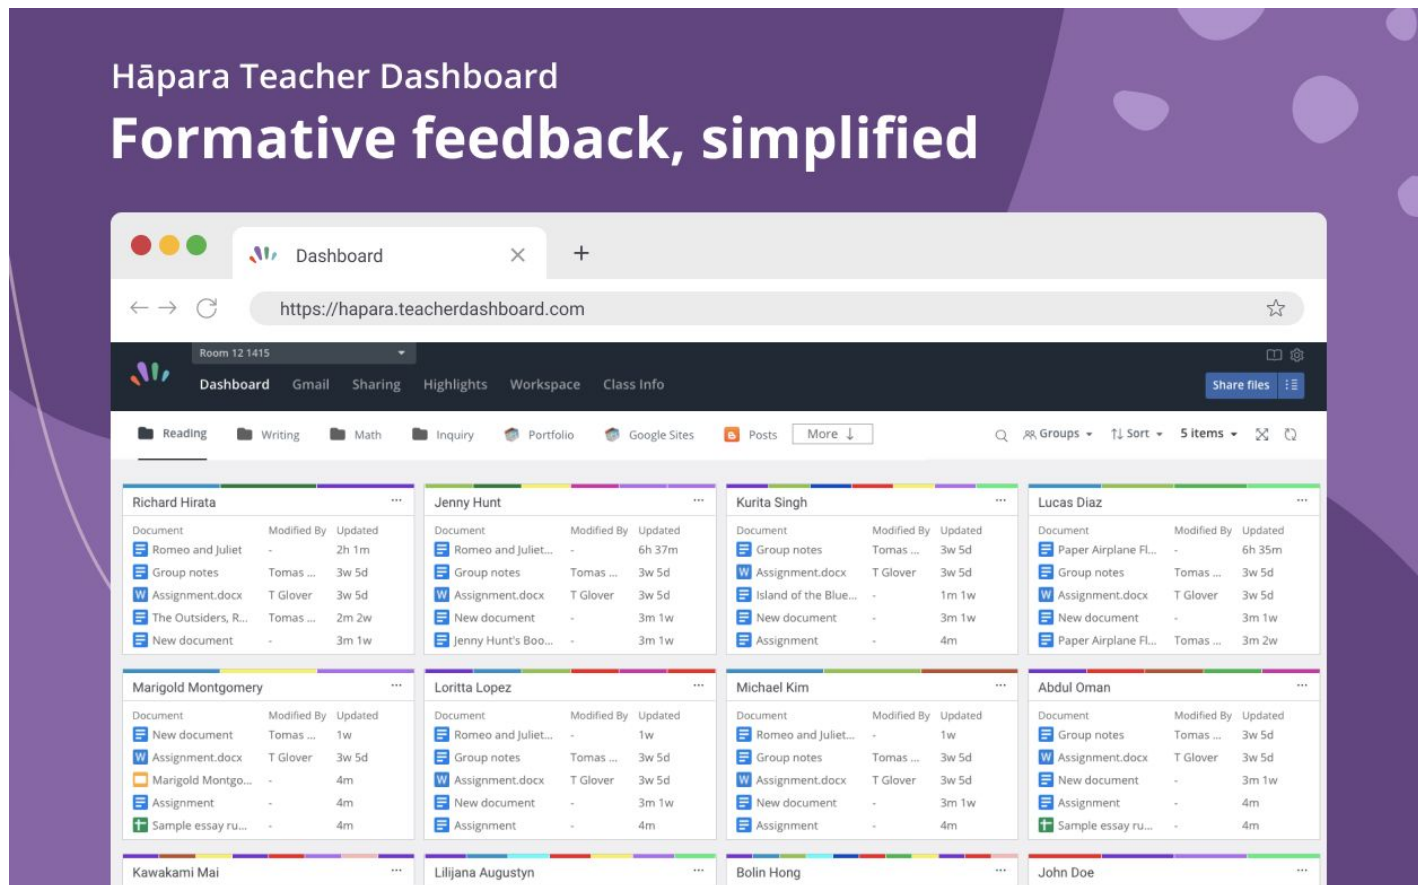 Hāpara Teacher Dashboard
Formative feedback, simplified
Dashboard
https://hapara.teacherdashboard.com
Room 12 1415
Dashboard Gmail Sharing Highlights Workspace Class Info
Share files
Reading Writing Math Inquiry Portfolio Google Sites Posts More ↓ Groups Sort 5 items
Richard Hirata ... Jenny Hunt ... Kurita Singh ... Lucas Diaz ...
Document Modified By Updated Document Modified By Updated Document Modified By Updated Document Modified By Updated
Romeo and Juliet - 2h 1m Romeo and Juliet... - 6h 37m Group notes Tomas ... 3w 5d Paper Airplane Fl... - 6h 35m
Group notes Tomas ... 3w 5d Group notes Tomas ... 3w 5d W Assignment.docx T Glover 3w 5d Group notes Tomas ... 3w 5d
W Assignment.docx T Glover 3w 5d W Assignment.docx T Glover 3w 5d Island of the Blue... - 1m 1w W Assignment.docx T Glover 3w 5d
The Outsiders, R... Tomas ... 2m 2w New document - 3m 1w New document - 3m 1w New document - 3m 1w
New document - 3m 1w Jenny Hunt's Boo... - 3m 1w Assignment - 4m Paper Airplane Fl... Tomas ... 3m 2w
Marigold Montgomery ... Loritta Lopez ... Michael Kim ... Abdul Oman ...
Document Modified By Updated Document Modified By Updated Document Modified By Updated Document Modified By Updated
New document Tomas ... 1w Romeo and Juliet... - 1w Romeo and Juliet... - 1w Group notes Tomas ... 3w 5d
W Assignment.docx T Glover 3w 5d Group notes Tomas ... 3w 5d Group notes Tomas ... 3w 5d W Assignment.docx T Glover 3w 5d
Marigold Montgo... - 4m W Assignment.docx T Glover 3w 5d W Assignment.docx T Glover 3w 5d New document - 3m 1w
Assignment - 4m New document - 3m 1w New document - 3m 1w Assignment - 4m
Sample essay ru... - 4m Assignment - 4m Assignment - 4m Sample essay ru... - 4m
Kawakami Mai ... Lilijana Augustyn ... Bolin Hong ... John Doe ...